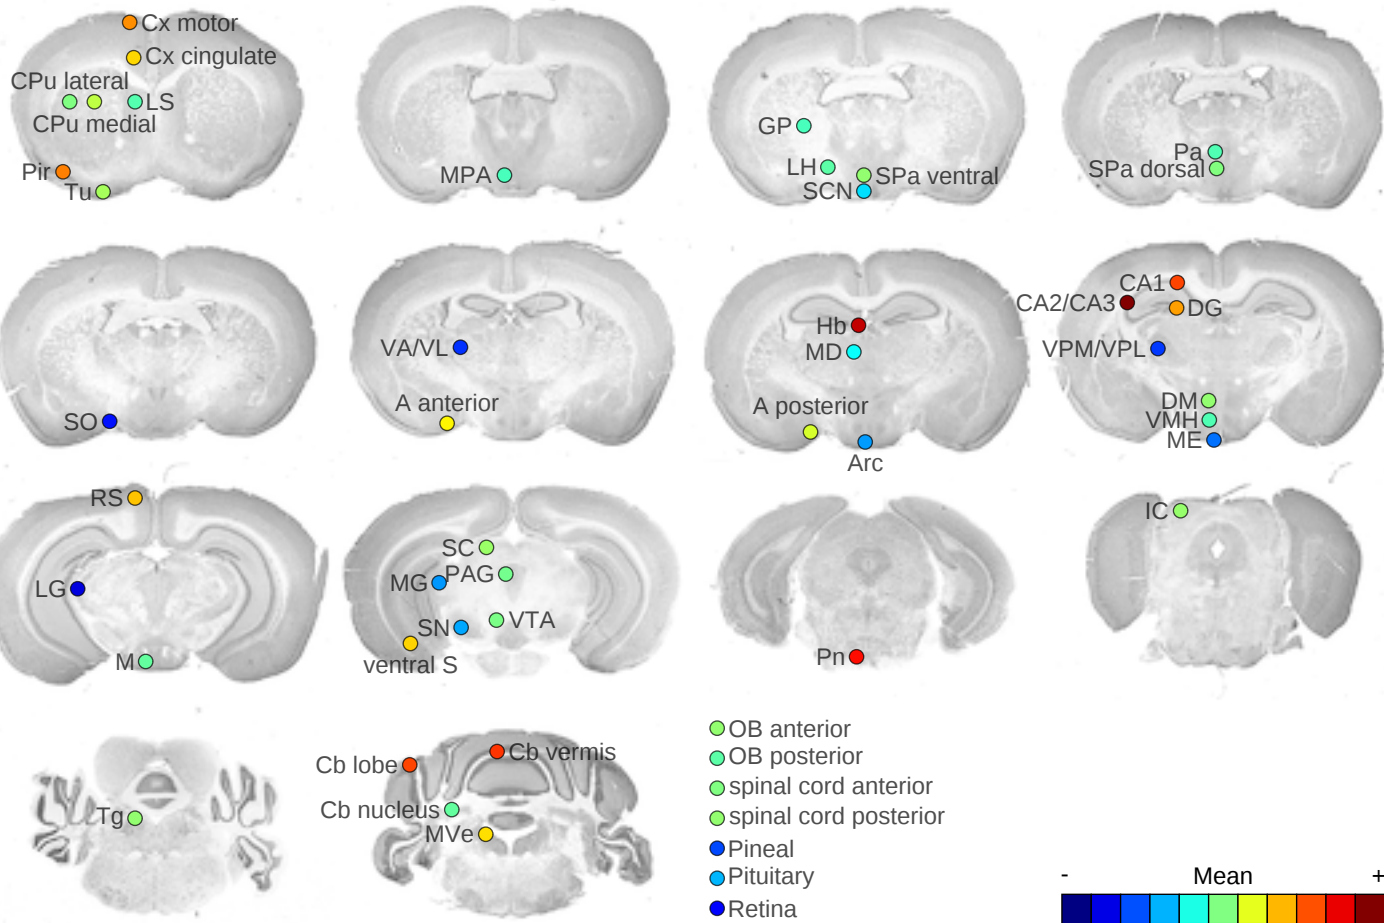 Cx motor
Cx cingulate
CPu lateral
LS
CPu medial
Pir
Tu
MPA
GP
LH
SPa ventral
SCN
Pa
SPa dorsal
SO
VA/VL
A anterior
Hb
MD
A posterior
Arc
CA1
CA2/CA3
DG
VPM/VPL
DM
VMH
ME
RS
LG
M
SC
MG
PAG
SN
VTA
ventral S
Pn
IC
Tg
Cb lobe
Cb vermis
Cb nucleus
MVe
OB anterior
OB posterior
spinal cord anterior
spinal cord posterior
Pineal
Pituitary
Retina
- Mean +